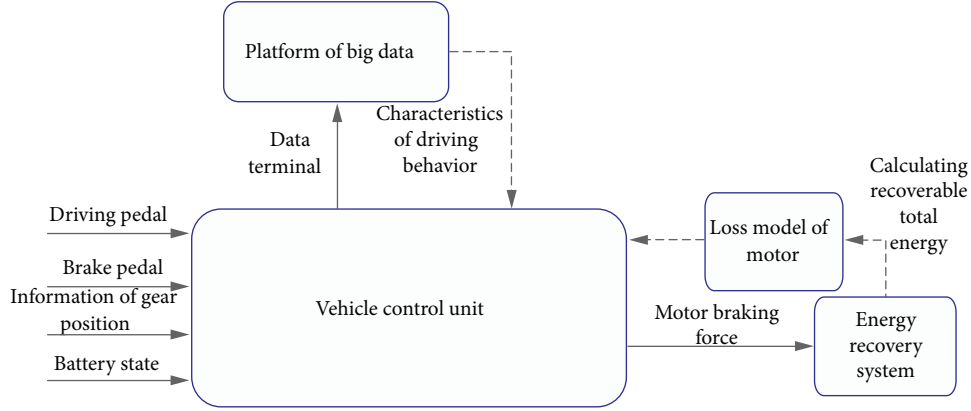 Platform of big data
Data
terminal
Characteristics
of driving
behavior
Calculating
recoverable
total
energy
Driving pedal
Brake pedal
Information of gear
position
Battery state
Vehicle control unit
Loss model of
motor
Motor braking
force
Energy
recovery
system